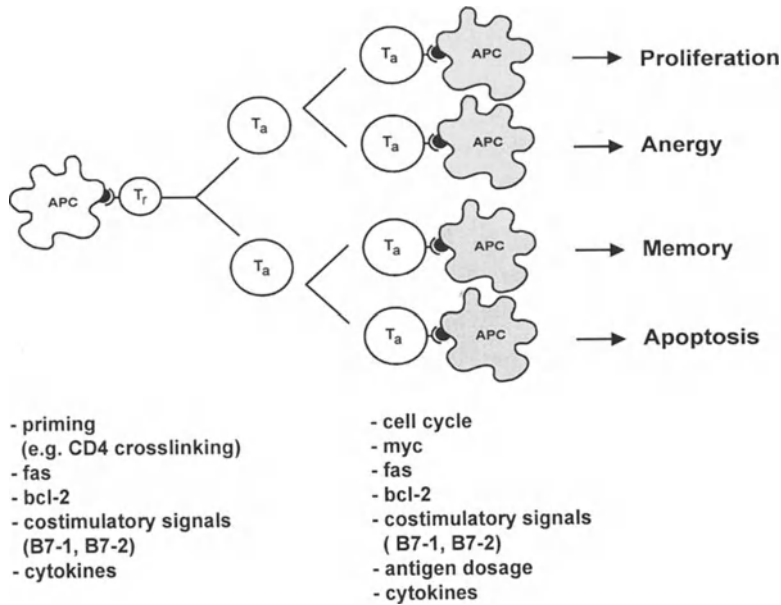 Ta
APC
Proliferation
Ta
Ta
APC
Anergy
APC
Tr
Ta
Ta
APC
Memory
Ta
APC
Apoptosis
- priming
(e.g. CD4 crosslinking)
- fas
- bcl-2
- costimulatory signals
(B7-1, B7-2)
- cytokines
- cell cycle
- myc
- fas
- bcl-2
- costimulatory signals
( B7-1, B7-2)
- antigen dosage
- cytokines